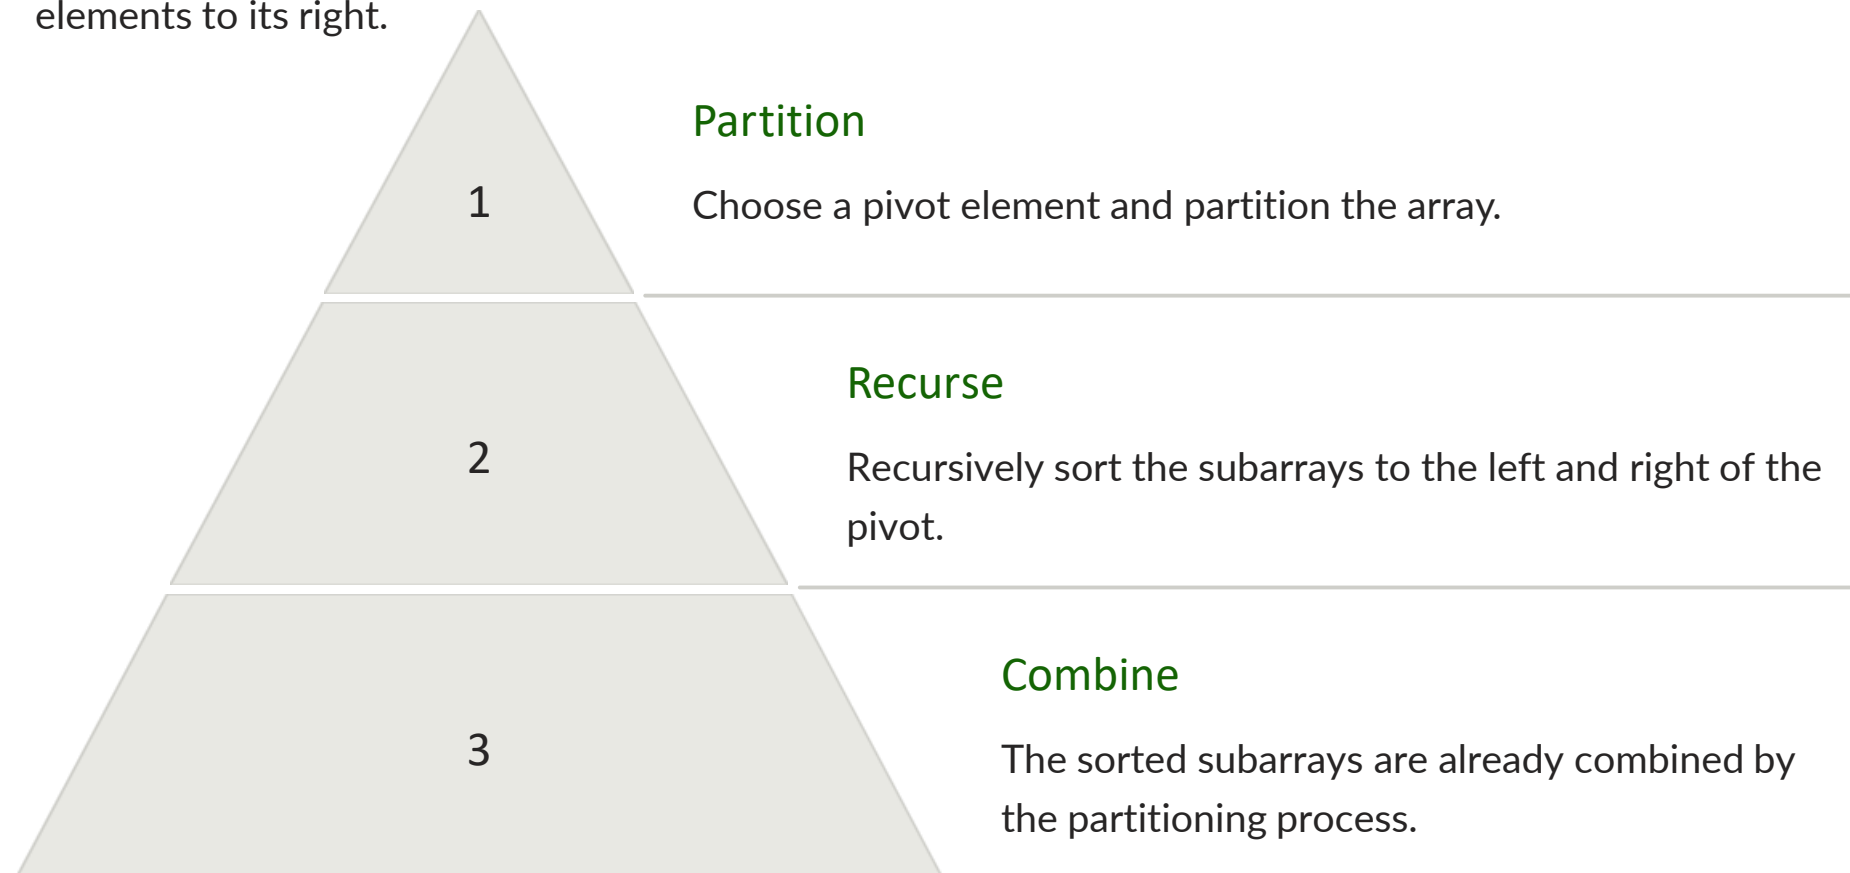 elements to its right.
1
Partition
Choose a pivot element and partition the array.
2
Recurse
Recursively sort the subarrays to the left and right of the
pivot.
3
Combine
The sorted subarrays are already combined by
the partitioning process.